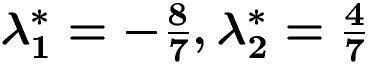 λ₁* = −8/7, λ₂* = 4/7